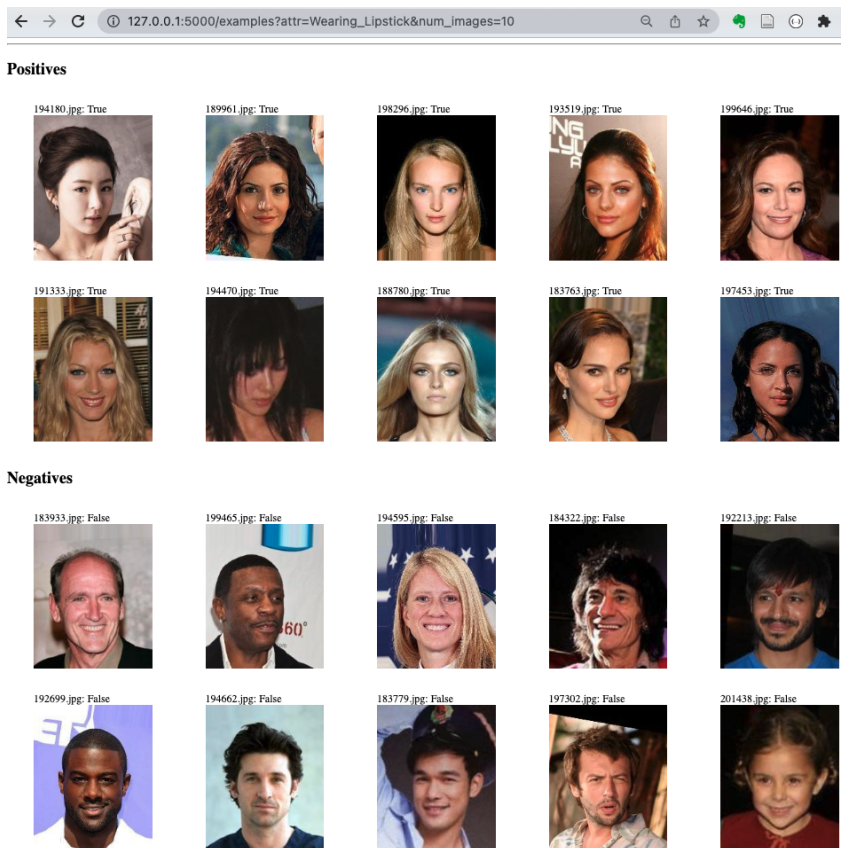 127.0.0.1:5000/examples?attr=Wearing_Lipstick&num_images=10
Positives
194180.jpg: True
189961.jpg: True
198296.jpg: True
193519.jpg: True
199646.jpg: True
191333.jpg: True
194470.jpg: True
188780.jpg: True
183763.jpg: True
197453.jpg: True
Negatives
183933.jpg: False
199465.jpg: False
194595.jpg: False
184322.jpg: False
192213.jpg: False
192699.jpg: False
194662.jpg: False
183779.jpg: False
197302.jpg: False
201438.jpg: False